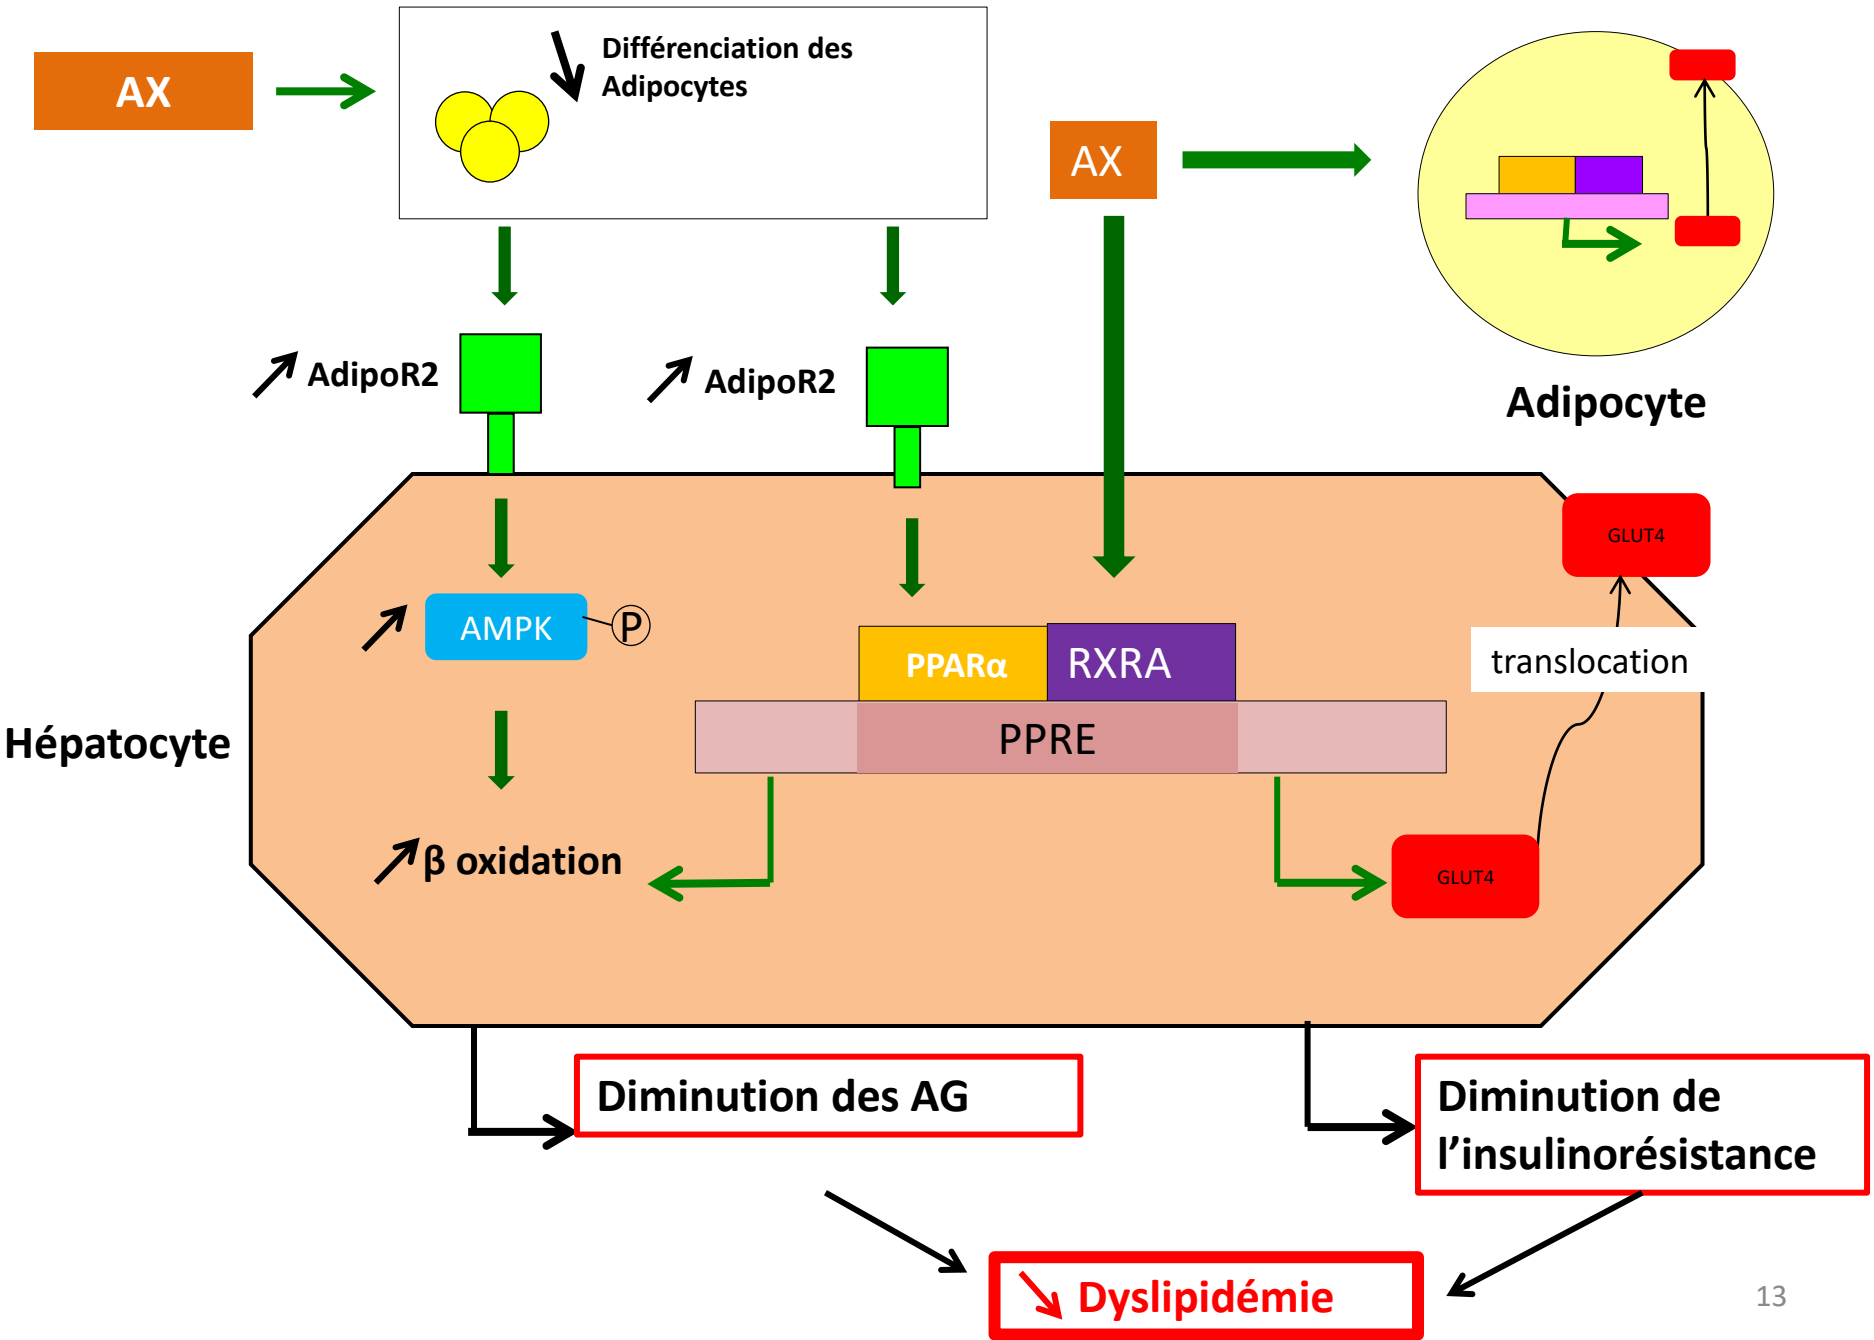 AX
Différenciation des
Adipocytes
AX
AdipoR2
AdipoR2
Adipocyte
GLUT4
AMPK
P
PPARα
RXRA
translocation
PPRE
Hépatocyte
β oxidation
GLUT4
Diminution des AG
Diminution de
l’insulinorésistance
Dyslipidémie
13